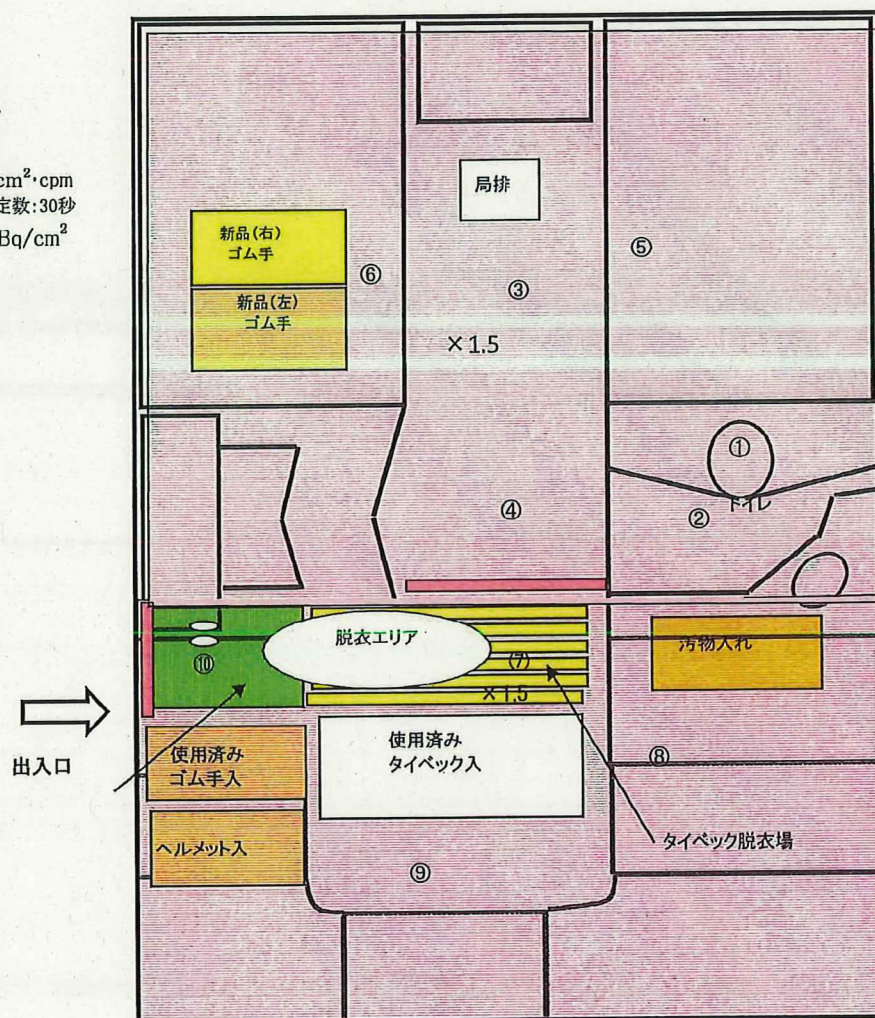 cm²・cpm
定数:30秒
Bq/cm²
局排
新品(右)
ゴム手
新品(左)
ゴム手
⑥
③
⑤
×1.5
①
トイレ
②
④
脱衣エリア
⑩
(7)
×1.5
汚物入れ
出入口
使用済み
ゴム手入
使用済み
タイベック入
⑧
ヘルメット入
タイベック脱衣場
⑨